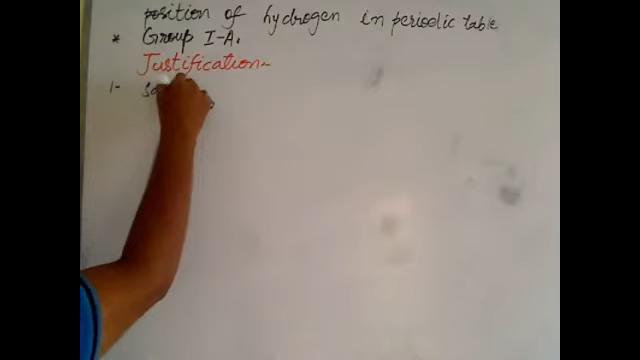 position of hydrogen in periodic table
* Group I-A.
Justification~
1-